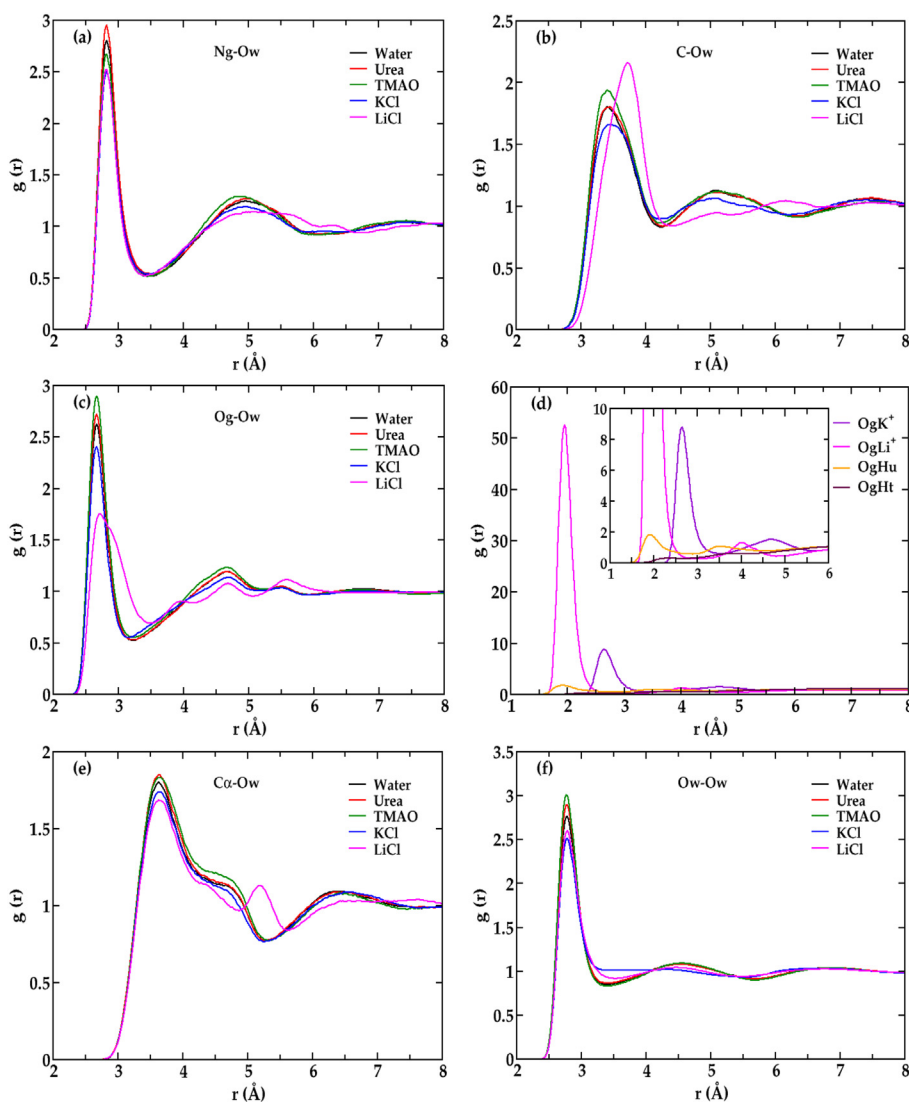 (a)
Ng-Ow
Water
Urea
TMAO
KCl
LiCl
g (r)
3
2.5
2
1.5
1
0.5
0
2 3 4 5 6 7 8
r (Å)
(b)
C-Ow
Water
Urea
TMAO
KCl
LiCl
g (r)
2.5
2
1.5
1
0.5
0
2 3 4 5 6 7 8
r (Å)
(c)
Og-Ow
Water
Urea
TMAO
KCl
LiCl
g (r)
3
2.5
2
1.5
1
0.5
0
2 3 4 5 6 7 8
r (Å)
(d)
OgK⁺
OgLi⁺
OgHu
OgHt
10
8
6
4
2
0
1 2 3 4 5 6
g (r)
60
50
40
30
20
10
0
1 2 3 4 5 6 7 8
r (Å)
(e)
Cα-Ow
Water
Urea
TMAO
KCl
LiCl
g (r)
2
1.5
1
0.5
0
2 3 4 5 6 7 8
r (Å)
(f)
Ow-Ow
Water
Urea
TMAO
KCl
LiCl
g (r)
3.5
3
2.5
2
1.5
1
0.5
0
2 3 4 5 6 7 8
r (Å)